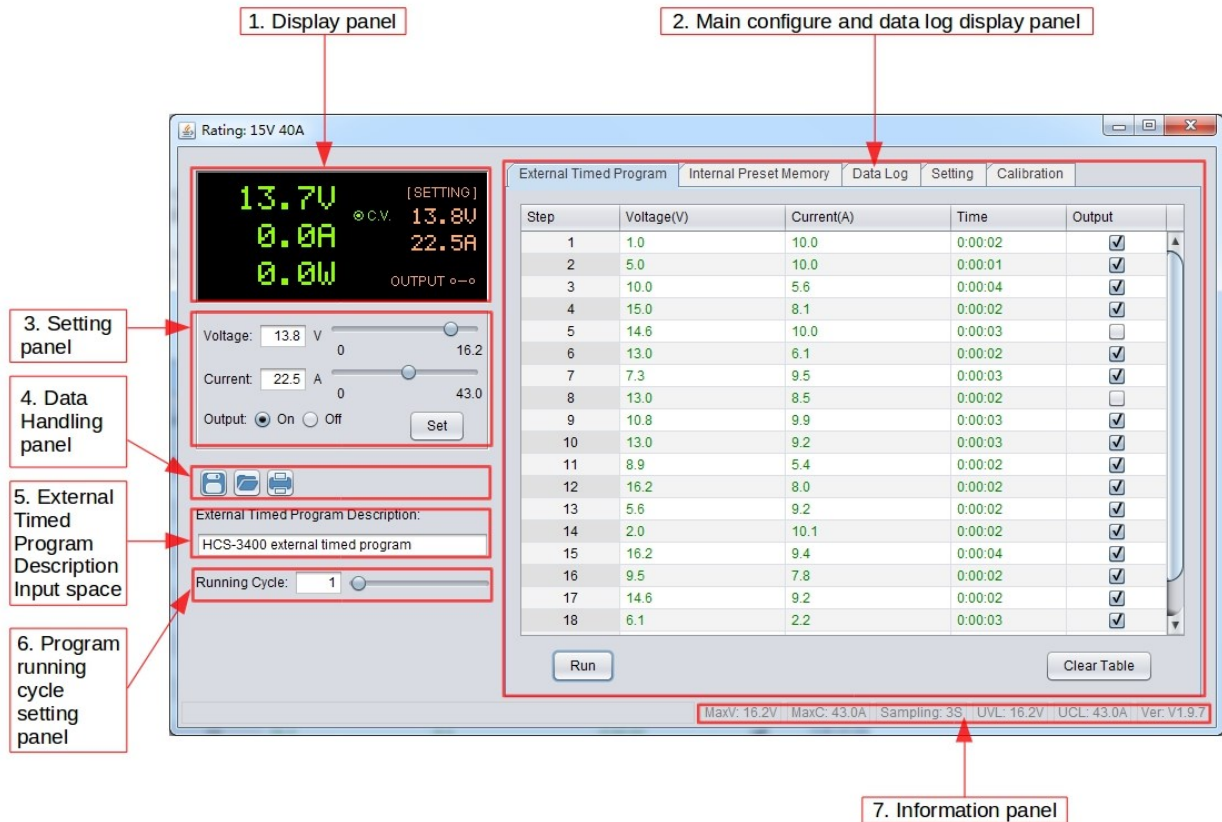 1. Display panel
2. Main configure and data log display panel
Rating: 15V 40A
13.7V
0.0A
0.0W
C.V.
[SETTING]
13.8V
22.5A
OUTPUT
3. Setting
panel
Voltage: 13.8 V
0 16.2
Current: 22.5 A
0 43.0
Output: On Off
Set
4. Data
Handling
panel
5. External
Timed
Program
Description
Input space
External Timed Program Description:
HCS-3400 external timed program
6. Program
running
cycle
setting
panel
Running Cycle: 1
External Timed Program Internal Preset Memory Data Log Setting Calibration
Step Voltage(V) Current(A) Time Output
1 1.0 10.0 0:00:02
2 5.0 10.0 0:00:01
3 10.0 5.6 0:00:04
4 15.0 8.1 0:00:02
5 14.6 10.0 0:00:03
6 13.0 6.1 0:00:02
7 7.3 9.5 0:00:03
8 13.0 8.5 0:00:02
9 10.8 9.9 0:00:03
10 13.0 9.2 0:00:03
11 8.9 5.4 0:00:02
12 16.2 8.0 0:00:02
13 5.6 9.2 0:00:02
14 2.0 10.1 0:00:02
15 16.2 9.4 0:00:04
16 9.5 7.8 0:00:02
17 14.6 9.2 0:00:02
18 6.1 2.2 0:00:03
Run
Clear Table
MaxV: 16.2V MaxC: 43.0A Sampling: 3S UVL: 16.2V UCL: 43.0A Ver: V1.9.7
7. Information panel